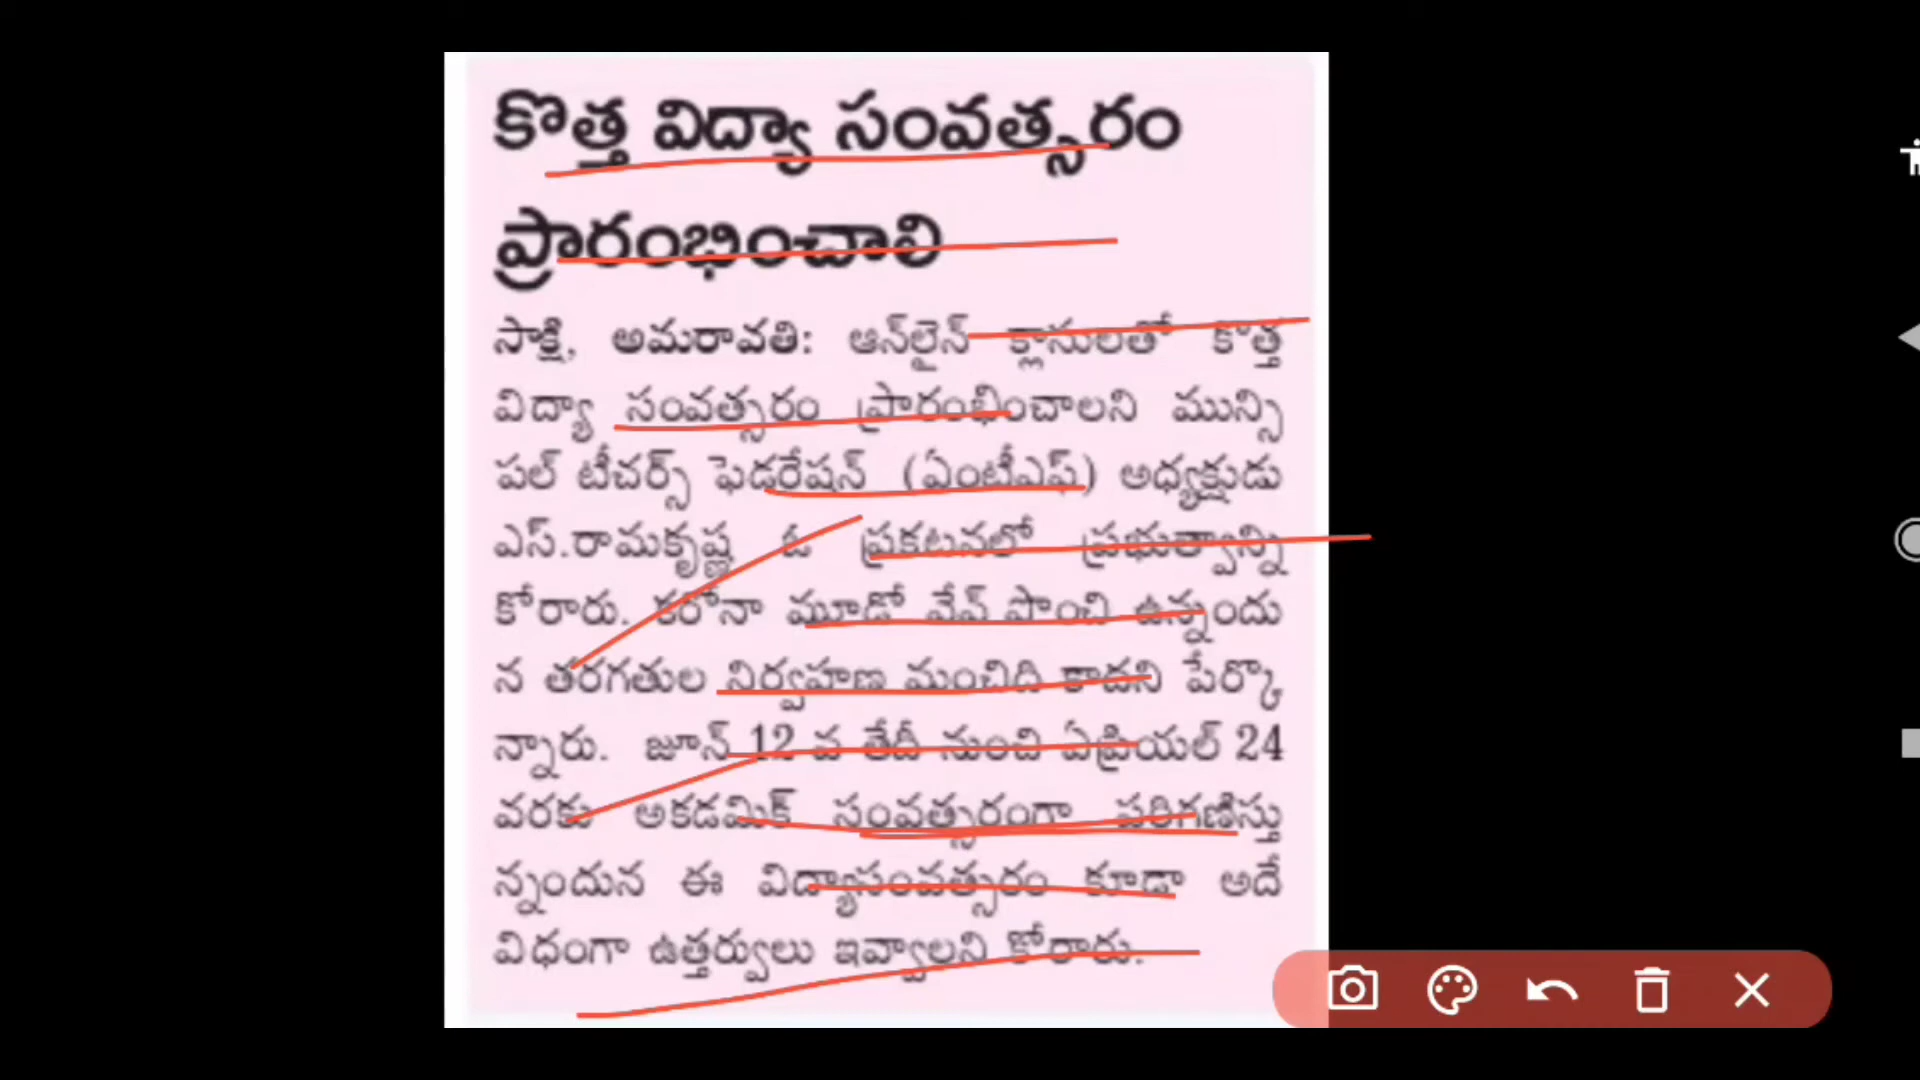 కొత్త విద్యా సంవత్సరం
ప్రారంభించాలి
సాక్షి, అమరావతి: ఆన్‌లైన్ క్లాసులతో కొత్త
విద్యా సంవత్సరం ప్రారంభించాలని మున్సి
పల్ టీచర్స్ ఫెడరేషన్ (ఏంటీఎఫ్) అధ్యక్షుడు
ఎస్.రామకృష్ణ ఓ ప్రకటనలో ప్రభుత్వాన్ని
కోరారు. కరోనా మూడో వేవ్ పొంచి ఉన్నందు
న తరగతుల నిర్వహణ మంచిది కాదని పేర్కొ
న్నారు. జూన్ 12 వ తేదీ నుంచి ఏప్రియల్ 24
వరకు అకడమిక్ సంవత్సరంగా పరిగణిస్తు
న్నందున ఈ విద్యాసంవత్సరం కూడా అదే
విధంగా ఉత్తర్వులు ఇవ్వాలని కోరారు.